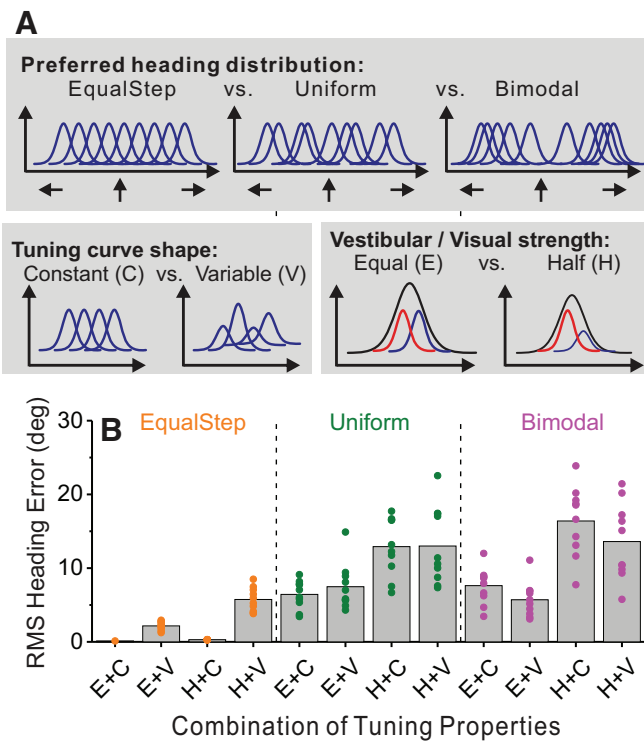 A
Preferred heading distribution:
EqualStep vs. Uniform vs. Bimodal
Tuning curve shape:
Constant (C) vs. Variable (V)
Vestibular / Visual strength:
Equal (E) vs. Half (H)
B
EqualStep Uniform Bimodal
RMS Heading Error (deg)
30
20
10
0
E+C E+V H+C H+V E+C E+V H+C H+V E+C E+V H+C H+V
Combination of Tuning Properties